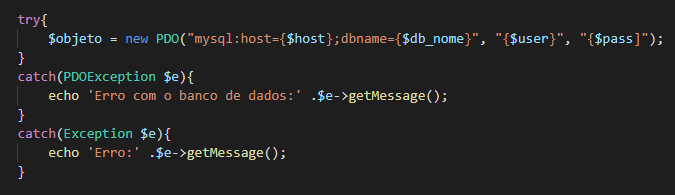 try{
    $objeto = new PDO("mysql:host={$host};dbname={$db_nome}", "{$user}", "{$pass]");
}
catch(PDOException $e){
    echo 'Erro com o banco de dados:' .$e->getMessage();
}
catch(Exception $e){
    echo 'Erro:' .$e->getMessage();
}